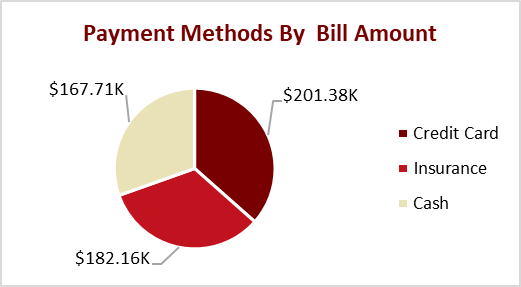 Payment Methods By  Bill Amount
$167.71K
$201.38K
$182.16K
Credit Card
Insurance
Cash